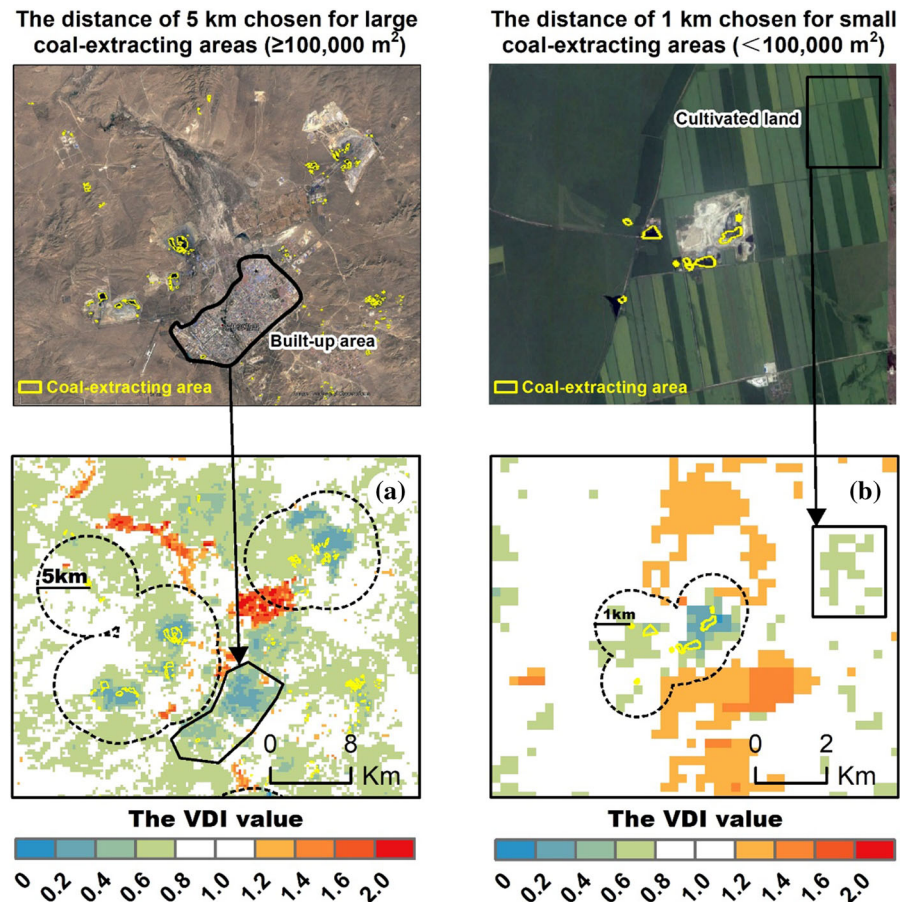 The distance of 5 km chosen for large
coal-extracting areas (≥100,000 m²)
The distance of 1 km chosen for small
coal-extracting areas (<100,000 m²)
Built-up area
Coal-extracting area
Cultivated land
Coal-extracting area
(a)
5km
0 8
Km
(b)
1km
0 2
Km
The VDI value
0 0.2 0.4 0.6 0.8 1.0 1.2 1.4 1.6 2.0
The VDI value
0 0.2 0.4 0.6 0.8 1.0 1.2 1.4 1.6 2.0